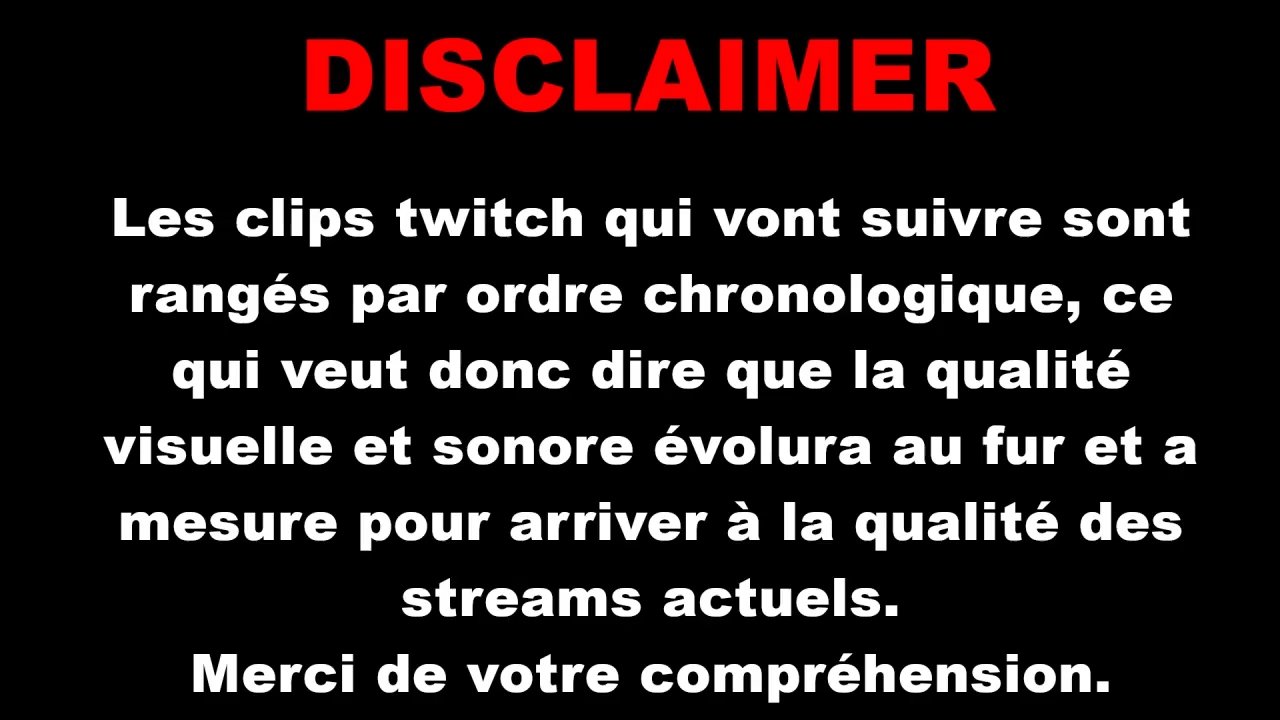 DISCLAIMER
Les clips twitch qui vont suivre sont
rangés par ordre chronologique, ce
qui veut donc dire que la qualité
visuelle et sonore évolura au fur et a
mesure pour arriver à la qualité des
streams actuels.
Merci de votre compréhension.